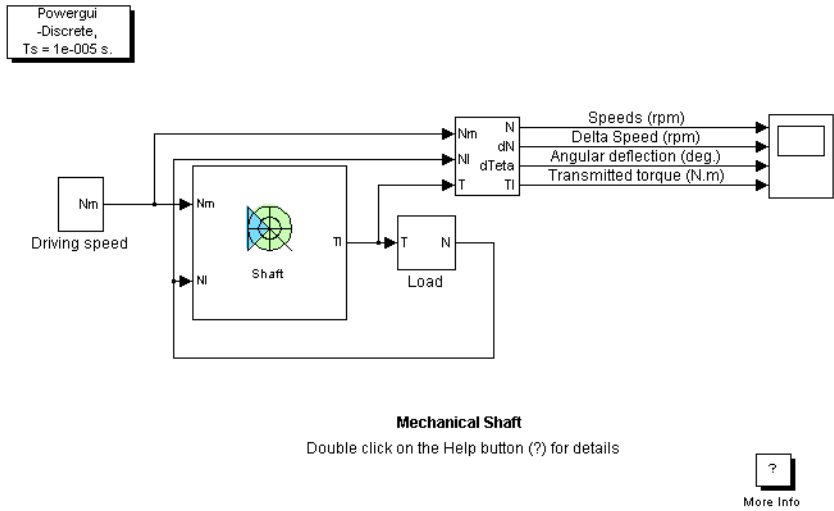 Powergui
-Discrete,
Ts = 1e-005 s.
Speeds (rpm)
Nm
N
Delta Speed (rpm)
dN
Nl
Angular deflection (deg.)
dTeta
Transmitted torque (N.m)
T
Tl
Nm
Nm
Driving speed
Tl
T
N
Shaft
Nl
Load
Mechanical Shaft
Double click on the Help button (?) for details
?
More Info